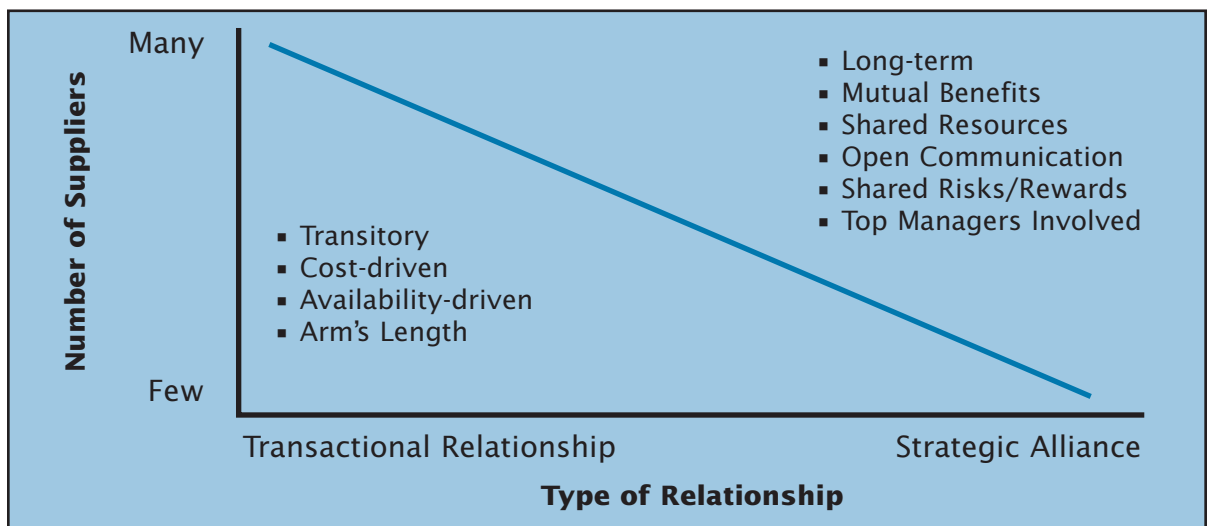 Many
Number of Suppliers
Few
▪ Long-term
▪ Mutual Benefits
▪ Shared Resources
▪ Open Communication
▪ Shared Risks/Rewards
▪ Top Managers Involved
▪ Transitory
▪ Cost-driven
▪ Availability-driven
▪ Arm’s Length
Transactional Relationship
Strategic Alliance
Type of Relationship